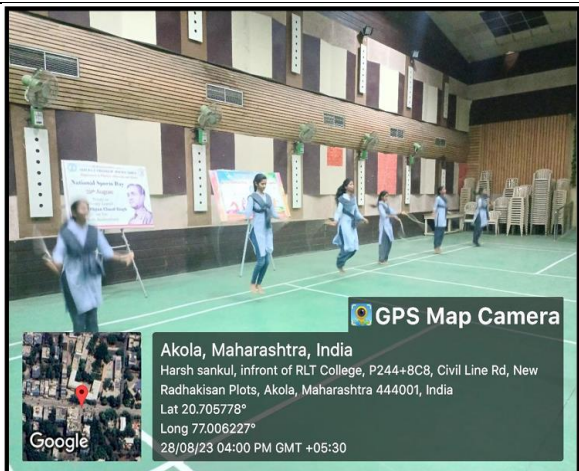 National Sports Day
GPS Map Camera
Akola, Maharashtra, India
Harsh sankul, infront of RLT College, P244+8C8, Civil Line Rd, New
Radhakisan Plots, Akola, Maharashtra 444001, India
Lat 20.705778°
Long 77.006227°
28/08/23 04:00 PM GMT +05:30
Google